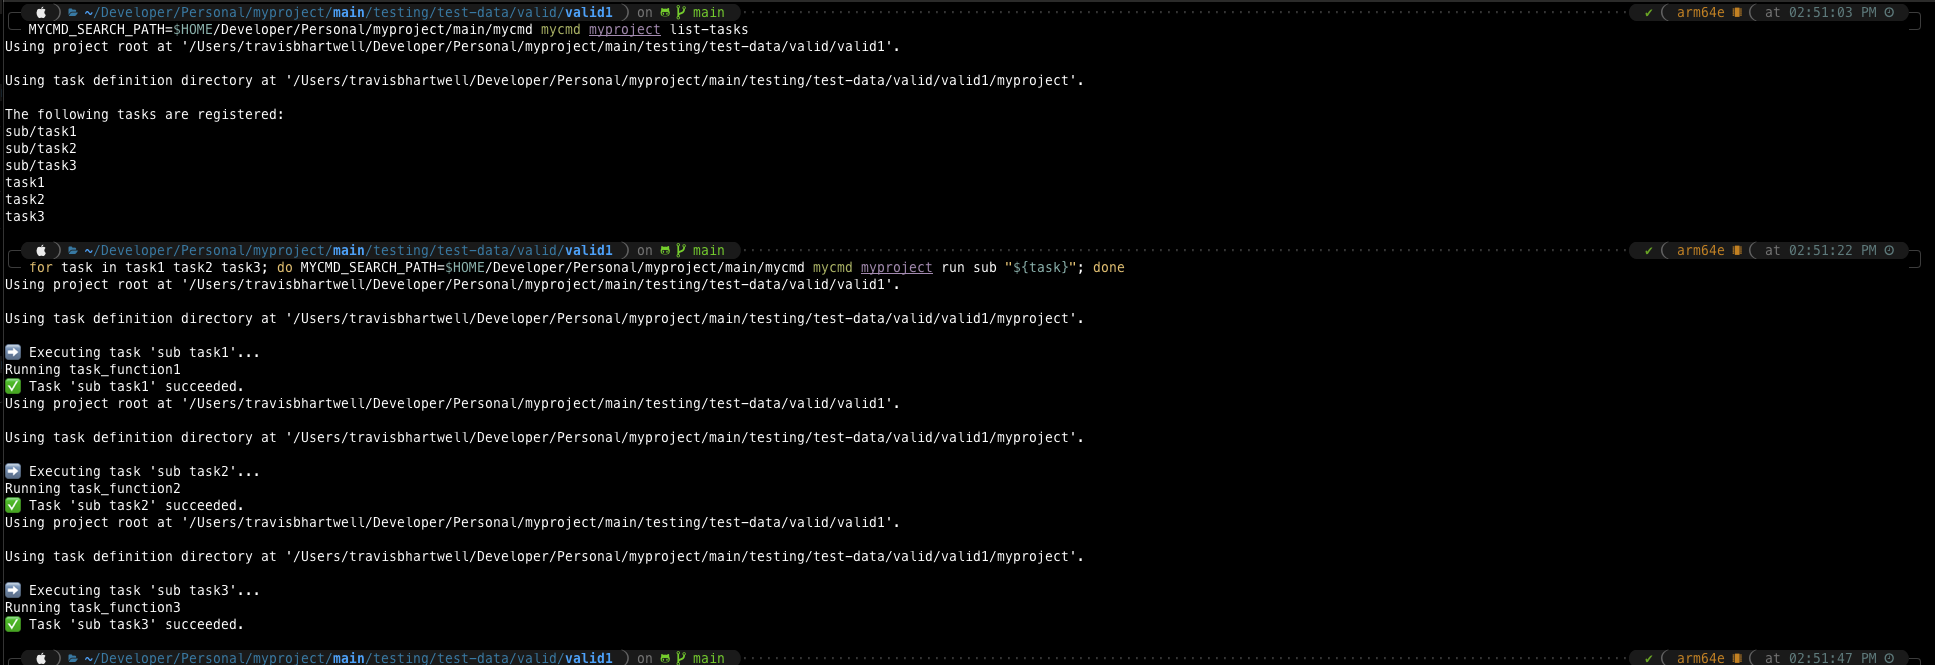 ~/Developer/Personal/myproject/main/testing/test-data/valid/valid1 ) on main ✔ ( arm64e ( at 02:51:03 PM
MYCMD_SEARCH_PATH=$HOME/Developer/Personal/myproject/main/mycmd mycmd myproject list-tasks
Using project root at '/Users/travisbhartwell/Developer/Personal/myproject/main/testing/test-data/valid/valid1'.
Using task definition directory at '/Users/travisbhartwell/Developer/Personal/myproject/main/testing/test-data/valid/valid1/myproject'.
The following tasks are registered:
sub/task1
sub/task2
sub/task3
task1
task2
task3
~/Developer/Personal/myproject/main/testing/test-data/valid/valid1 ) on main ✔ ( arm64e ( at 02:51:22 PM
for task in task1 task2 task3; do MYCMD_SEARCH_PATH=$HOME/Developer/Personal/myproject/main/mycmd mycmd myproject run sub "${task}"; done
Using project root at '/Users/travisbhartwell/Developer/Personal/myproject/main/testing/test-data/valid/valid1'.
Using task definition directory at '/Users/travisbhartwell/Developer/Personal/myproject/main/testing/test-data/valid/valid1/myproject'.
➡️ Executing task 'sub task1'...
Running task_function1
✅ Task 'sub task1' succeeded.
Using project root at '/Users/travisbhartwell/Developer/Personal/myproject/main/testing/test-data/valid/valid1'.
Using task definition directory at '/Users/travisbhartwell/Developer/Personal/myproject/main/testing/test-data/valid/valid1/myproject'.
➡️ Executing task 'sub task2'...
Running task_function2
✅ Task 'sub task2' succeeded.
Using project root at '/Users/travisbhartwell/Developer/Personal/myproject/main/testing/test-data/valid/valid1'.
Using task definition directory at '/Users/travisbhartwell/Developer/Personal/myproject/main/testing/test-data/valid/valid1/myproject'.
➡️ Executing task 'sub task3'...
Running task_function3
✅ Task 'sub task3' succeeded.
~/Developer/Personal/myproject/main/testing/test-data/valid/valid1 ) on main ✔ ( arm64e ( at 02:51:47 PM